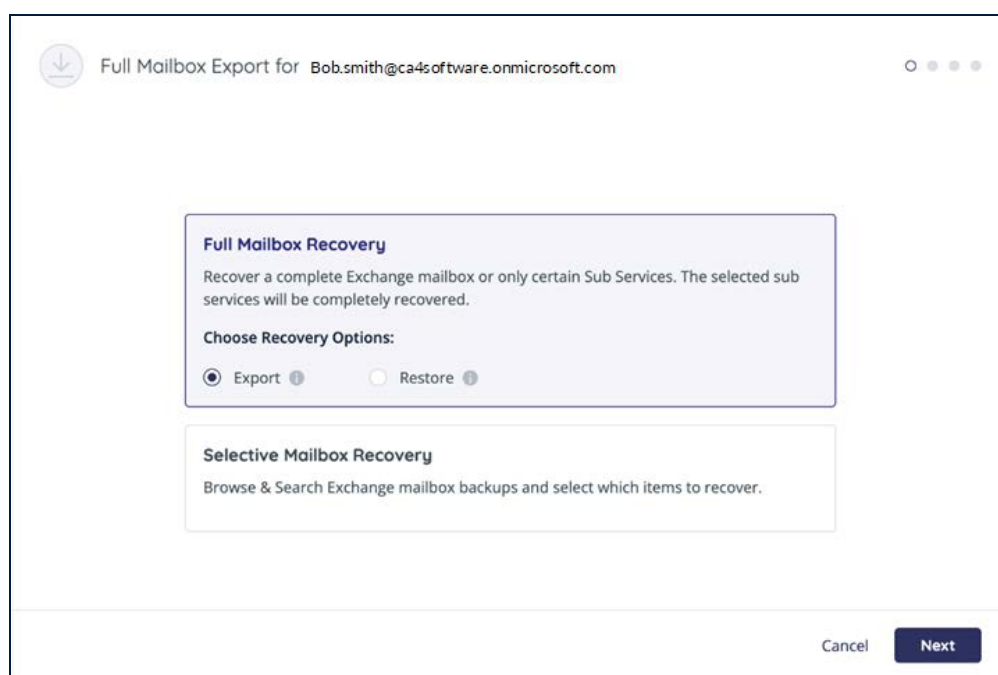 Full Mailbox Export for Bob.smith@ca4software.onmicrosoft.com
Full Mailbox Recovery
Recover a complete Exchange mailbox or only certain Sub Services. The selected sub
services will be completely recovered.
Choose Recovery Options:
Export Restore
Selective Mailbox Recovery
Browse & Search Exchange mailbox backups and select which items to recover.
Cancel Next